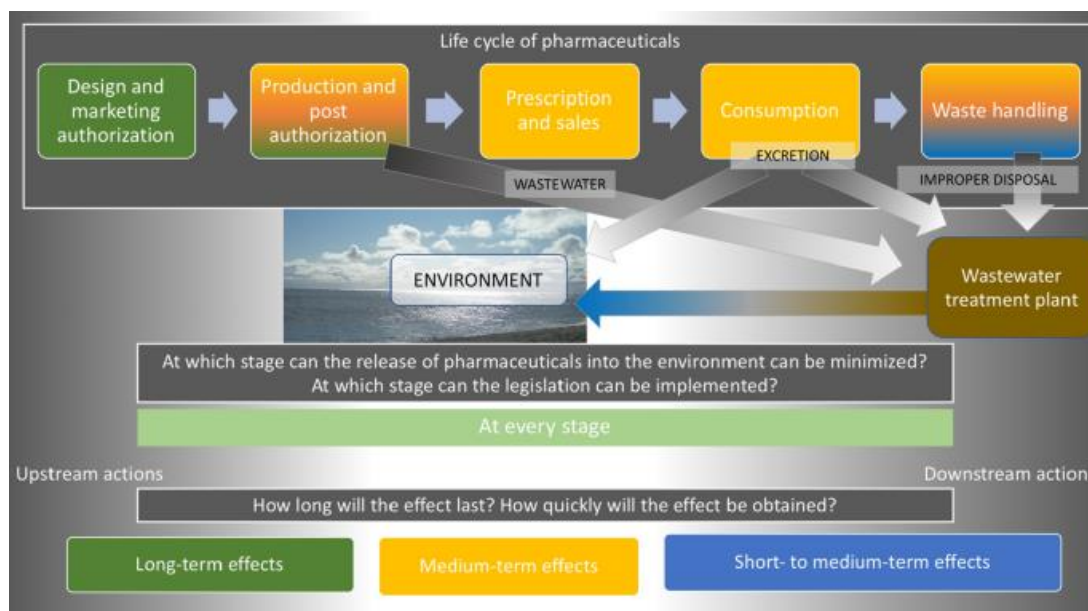 Life cycle of pharmaceuticals
Design and
marketing
authorization
Production and
post
authorization
Prescription
and sales
Consumption
Waste handling
EXCRETION
WASTEWATER
IMPROPER DISPOSAL
ENVIRONMENT
Wastewater
treatment plant
At which stage can the release of pharmaceuticals into the environment can be minimized?
At which stage can the legislation can be implemented?
At every stage
Upstream actions
Downstream action
How long will the effect last? How quickly will the effect be obtained?
Long-term effects
Medium-term effects
Short- to medium-term effects